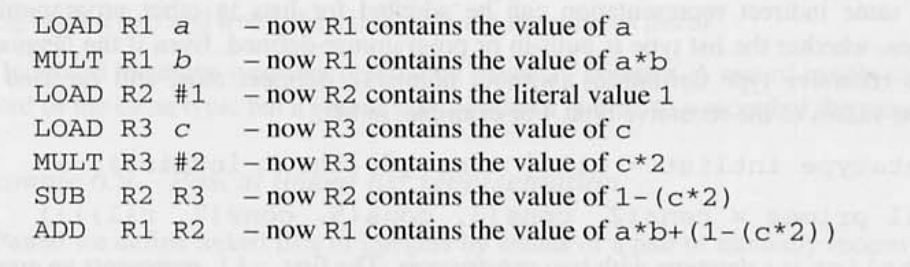 LOAD R1 a – now R1 contains the value of a
MULT R1 b – now R1 contains the value of a*b
LOAD R2 #1 – now R2 contains the literal value 1
LOAD R3 c – now R3 contains the value of c
MULT R3 #2 – now R3 contains the value of c*2
SUB R2 R3 – now R2 contains the value of 1-(c*2)
ADD R1 R2 – now R1 contains the value of a*b+(1-(c*2))